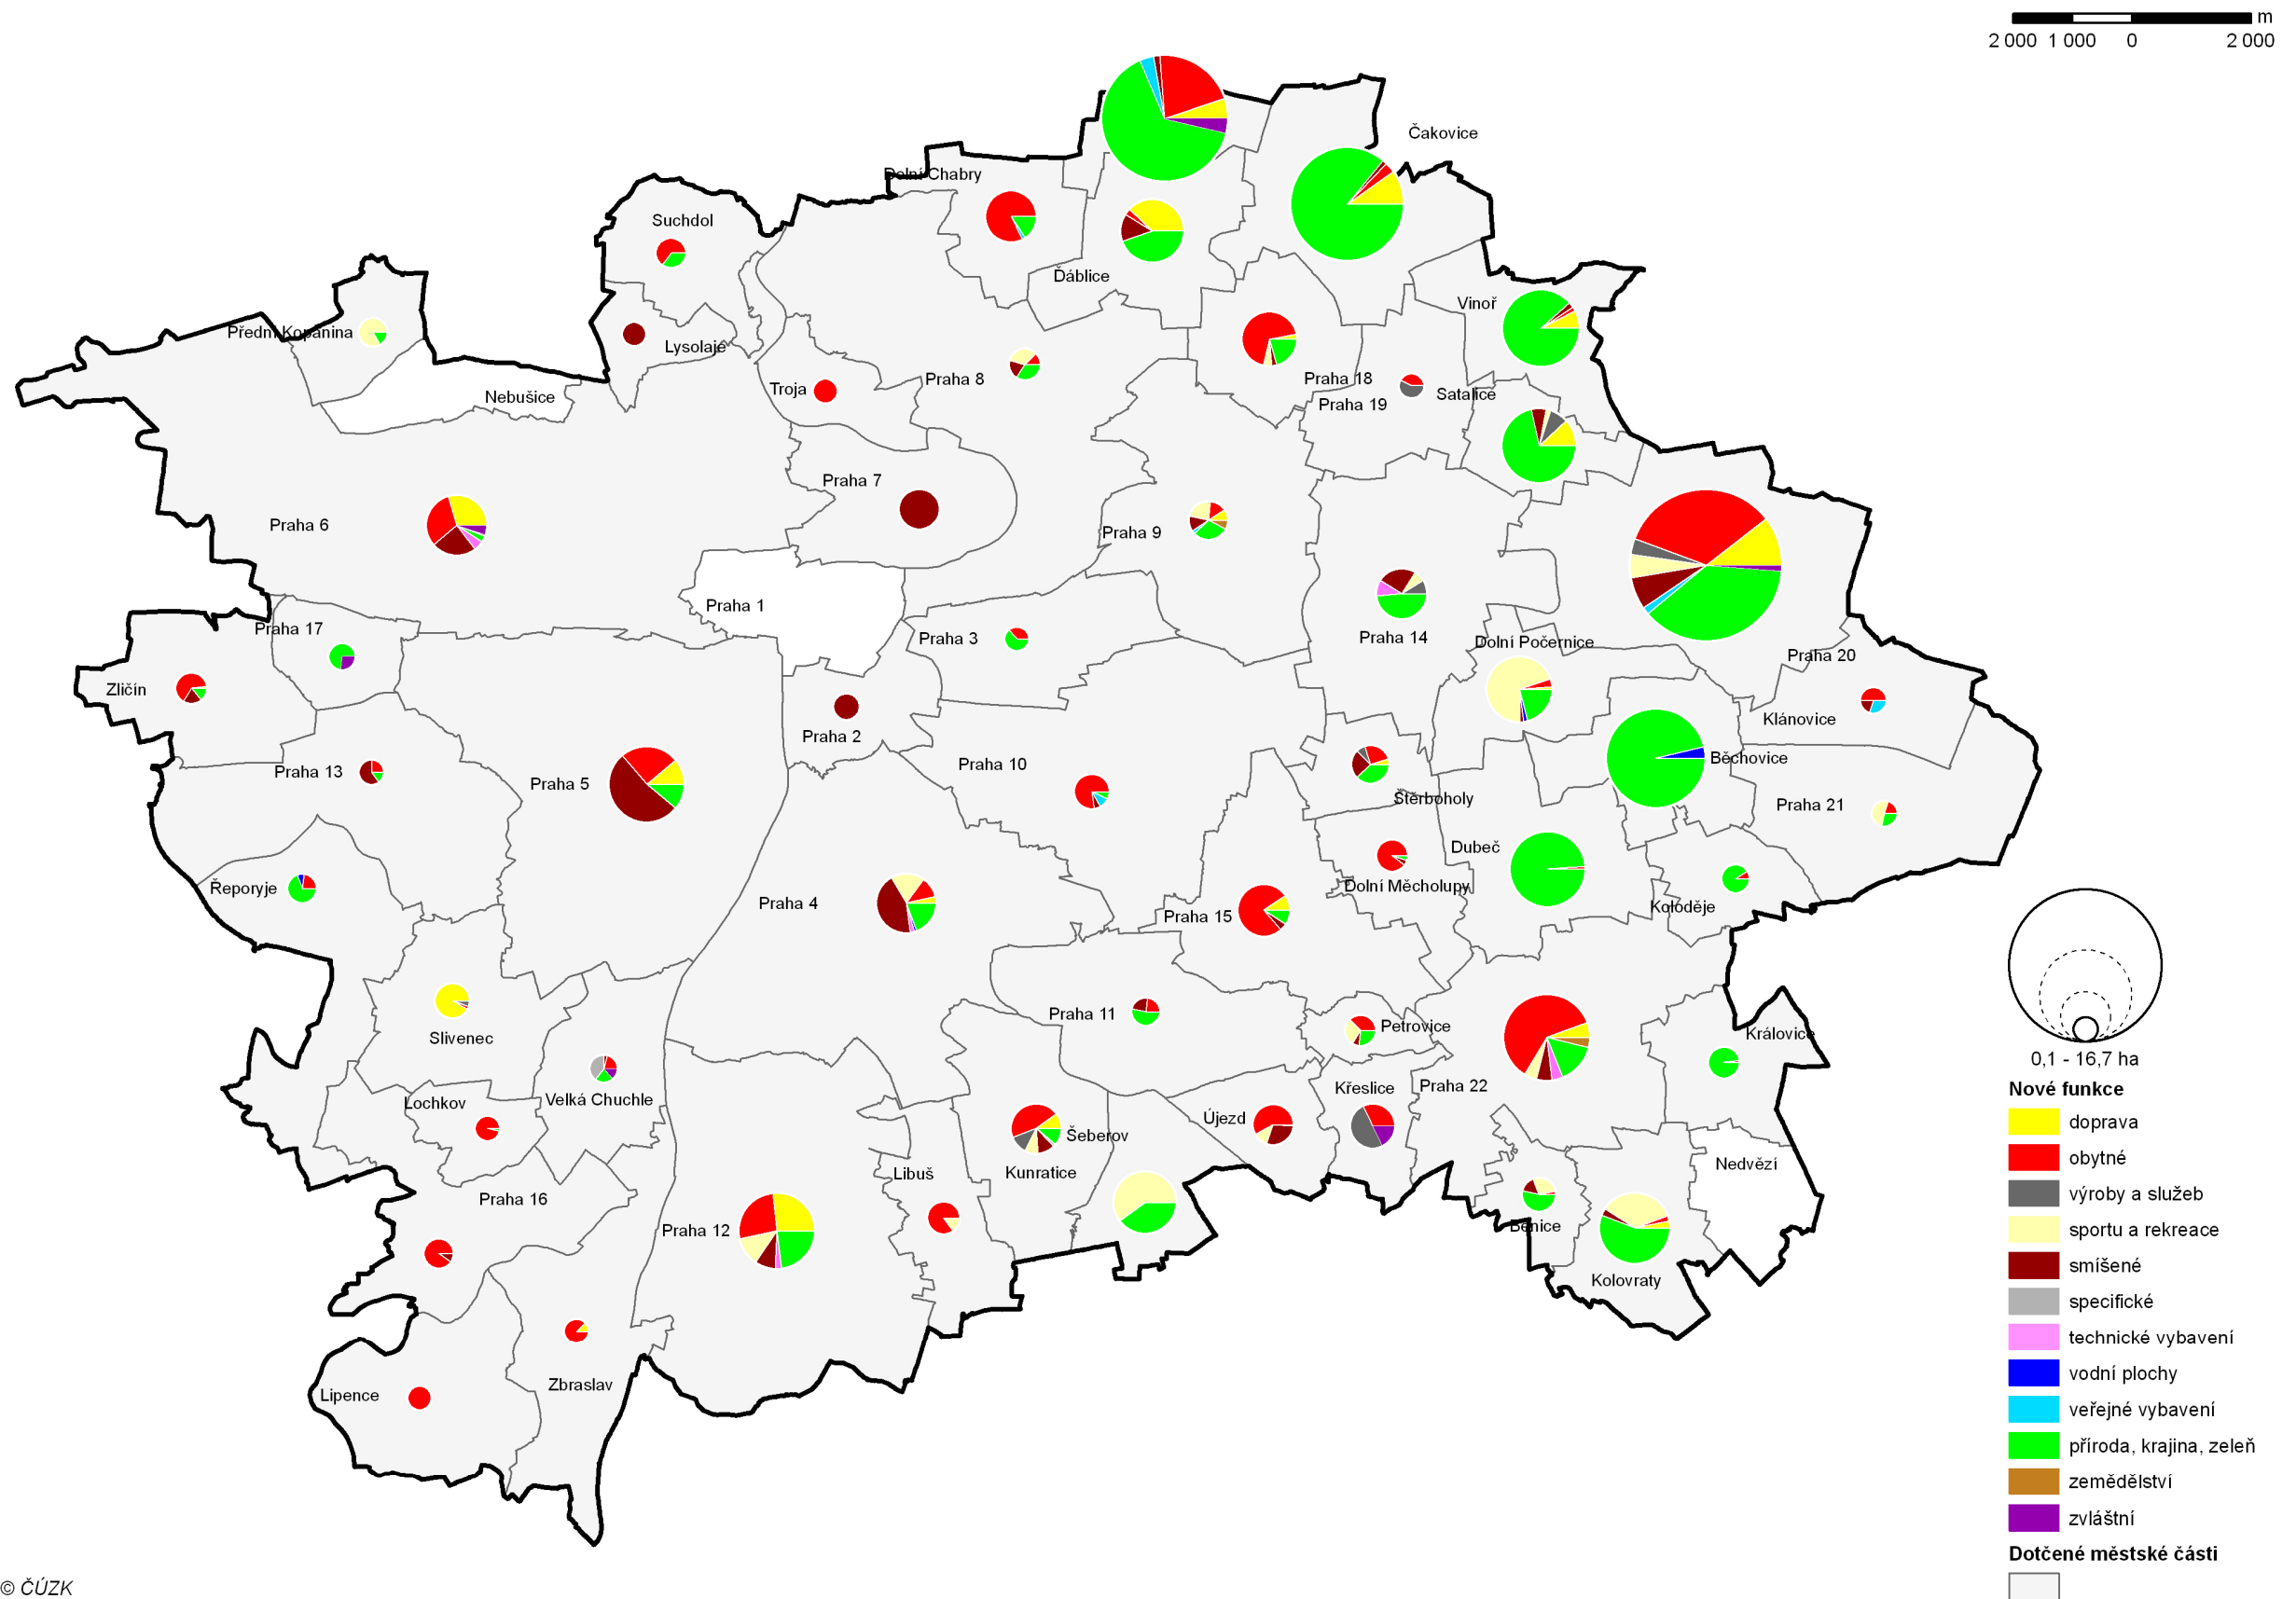 m
2 000 1 000 0 2 000
Čakovice
Dolní Chabry
Suchdol
Ďáblice
Vinoř
Přední Kopanina
Lysolaje
Nebušice
Troja
Praha 8
Praha 18
Praha 19
Satalice
Praha 7
Praha 6
Praha 9
Praha 1
Praha 17
Praha 3
Praha 14
Dolní Počernice
Praha 20
Zličín
Klánovice
Praha 2
Praha 13
Praha 5
Praha 10
Běchovice
Štěrboholy
Praha 21
Dubeč
Řeporyje
Dolní Měcholupy
Koloděje
Praha 4
Praha 15
Praha 11
Petrovice
Královice
Slivenec
Velká Chuchle
Křeslice
Praha 22
Lochkov
Újezd
Šeberov
Kunratice
Libuš
Nedvězí
Praha 16
Praha 12
Benice
Kolovraty
Zbraslav
Lipence
0,1 - 16,7 ha
Nové funkce
doprava
obytné
výroby a služeb
sportu a rekreace
smíšené
specifické
technické vybavení
vodní plochy
veřejné vybavení
příroda, krajina, zeleň
zemědělství
zvláštní
Dotčené městské části
© ČÚZK